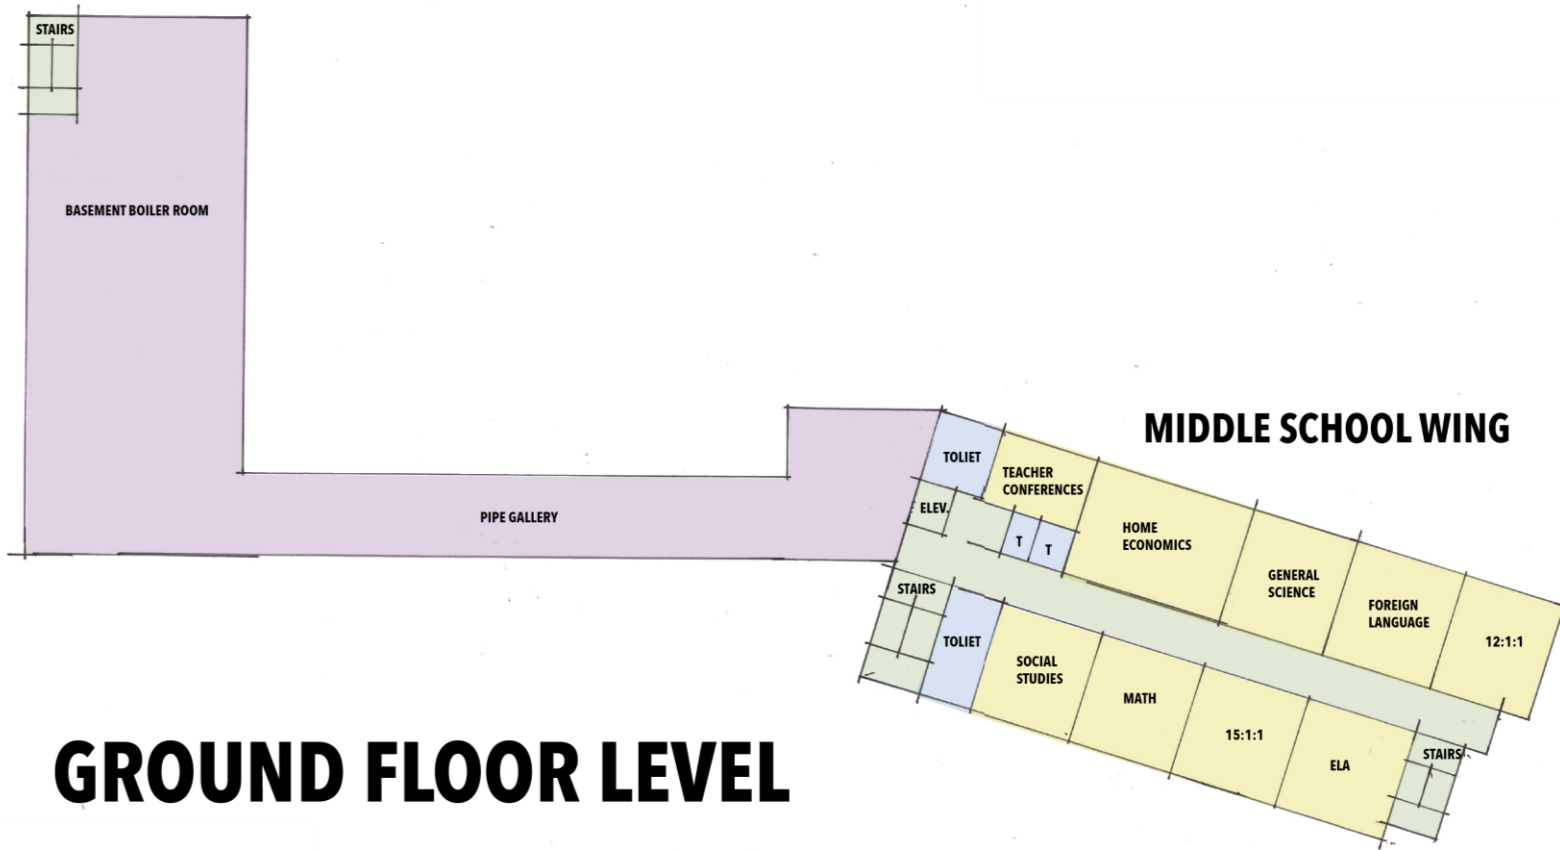 STAIRS
BASEMENT BOILER ROOM
PIPE GALLERY
MIDDLE SCHOOL WING
TOLIET
TEACHER
CONFERENCES
ELEV.
T
T
HOME
ECONOMICS
GENERAL
SCIENCE
FOREIGN
LANGUAGE
12:1:1
STAIRS
TOLIET
SOCIAL
STUDIES
MATH
15:1:1
ELA
STAIRS
GROUND FLOOR LEVEL